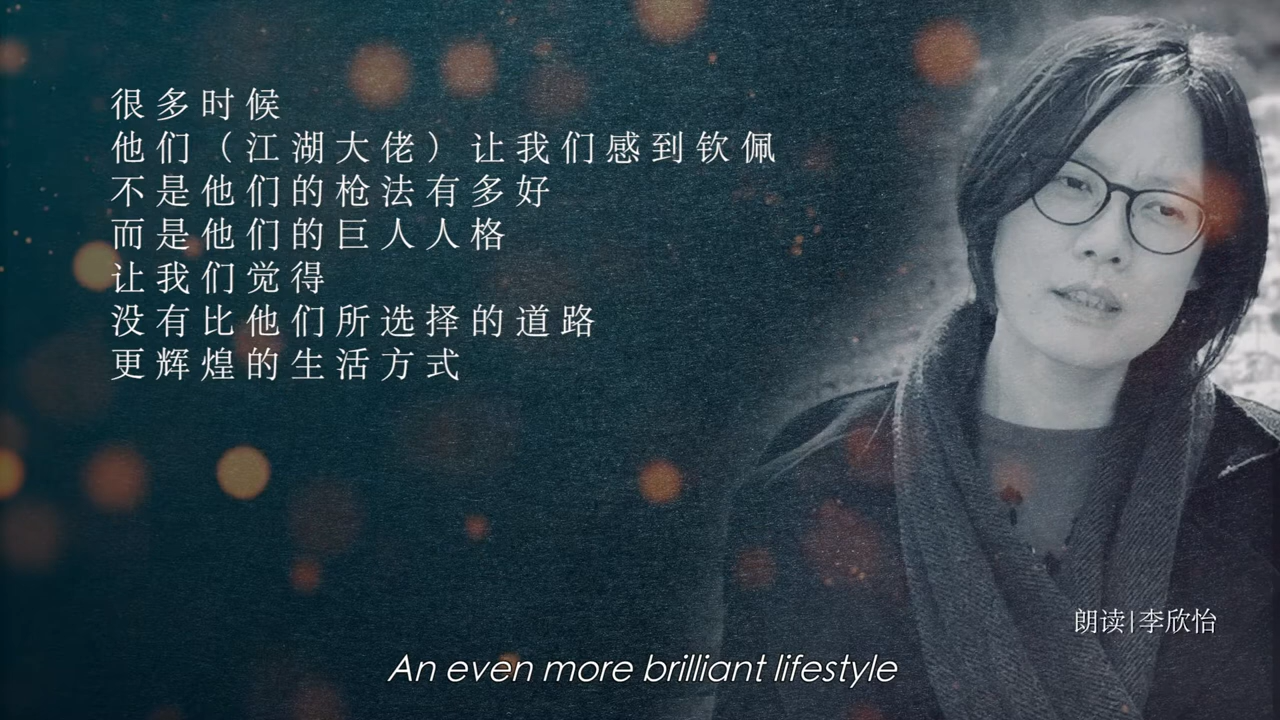 很多时候
他们（江湖大佬）让我们感到钦佩
不是他们的枪法有多好
而是他们的巨人人格
让我们觉得
没有比他们所选择的道路
更辉煌的生活方式
朗读|李欣怡
An even more brilliant lifestyle